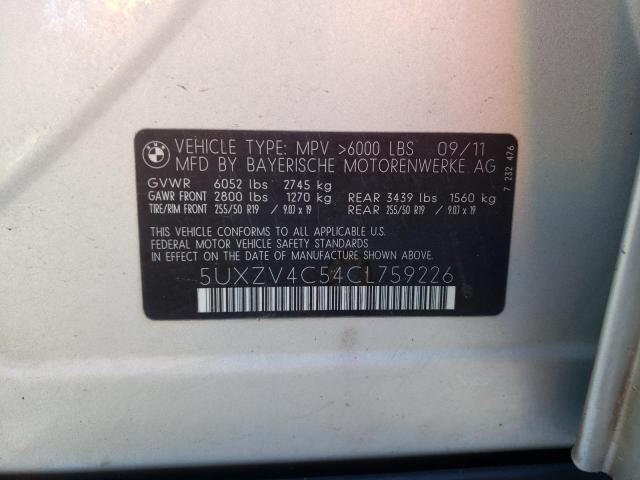 BMW
VEHICLE TYPE: MPV >6000 LBS 09/11
MFD BY BAYERISCHE MOTORENWERKE AG
7 232 476
GVWR 6052 lbs 2745 kg
GAWR FRONT 2800 lbs 1270 kg REAR 3439 lbs 1560 kg
TIRE/RIM FRONT 255/50 R19 / 9.0J x 19 REAR 255/50 R19 / 9.0J x 19
THIS VEHICLE CONFORMS TO ALL APPLICABLE U.S.
FEDERAL MOTOR VEHICLE SAFETY STANDARDS IN
EFFECT ON THE DATE OF MANUFACTURE SHOWN ABOVE.
5UXZV4C54CL759226